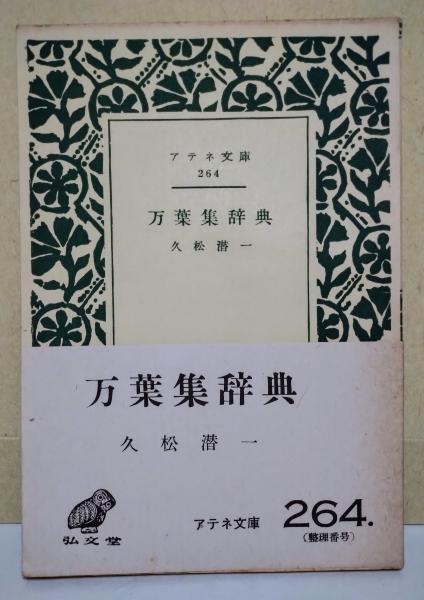 アテネ文庫
264
万葉集辞典
久松潜一
万葉集辞典
久松潜一
弘文堂
アテネ文庫
264.
(整理番号)